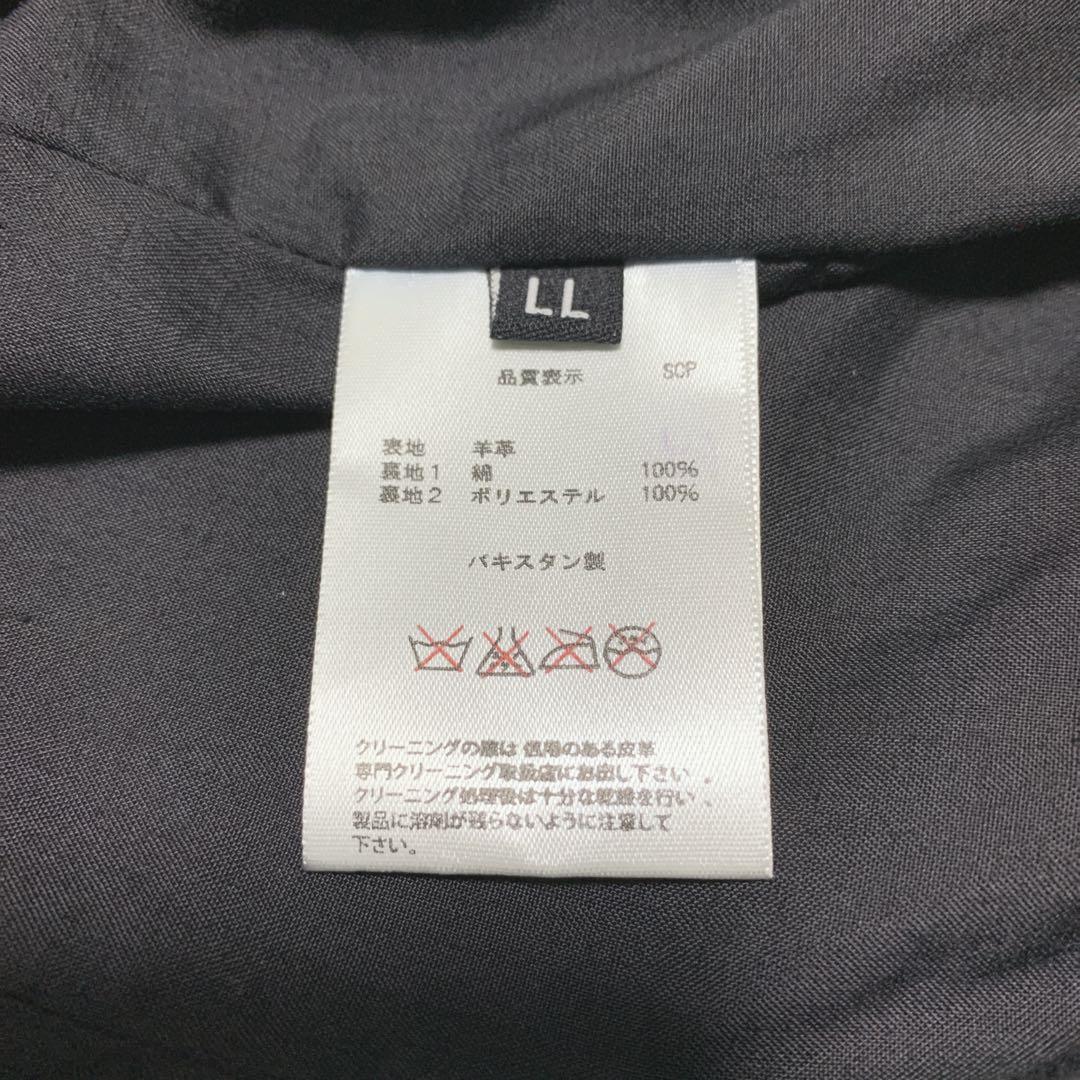 LL
品質表示 SCP
表地 羊革
裏地1 綿 100%
裏地2 ポリエステル 100%
パキスタン製
クリーニングの際は 信用のある皮革
専門クリーニング取扱店にお出し下さい。
クリーニング処理後は十分な乾燥を行い、
製品に溶剤が残らないように注意して
下さい。